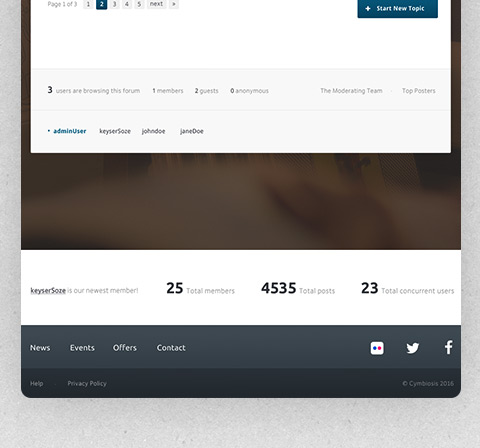 Page 1 of 3 1 2 3 4 5 next »
+ Start New Topic
3 users are browsing this forum 1 members 2 guests 0 anonymous The Moderating Team Top Posters
• adminUser keyserSoze johndoe janeDoe
keyserSoze is our newest member! 25 Total members 4535 Total posts 23 Total concurrent users
News Events Offers Contact
Help Privacy Policy © Cymbiosis 2016